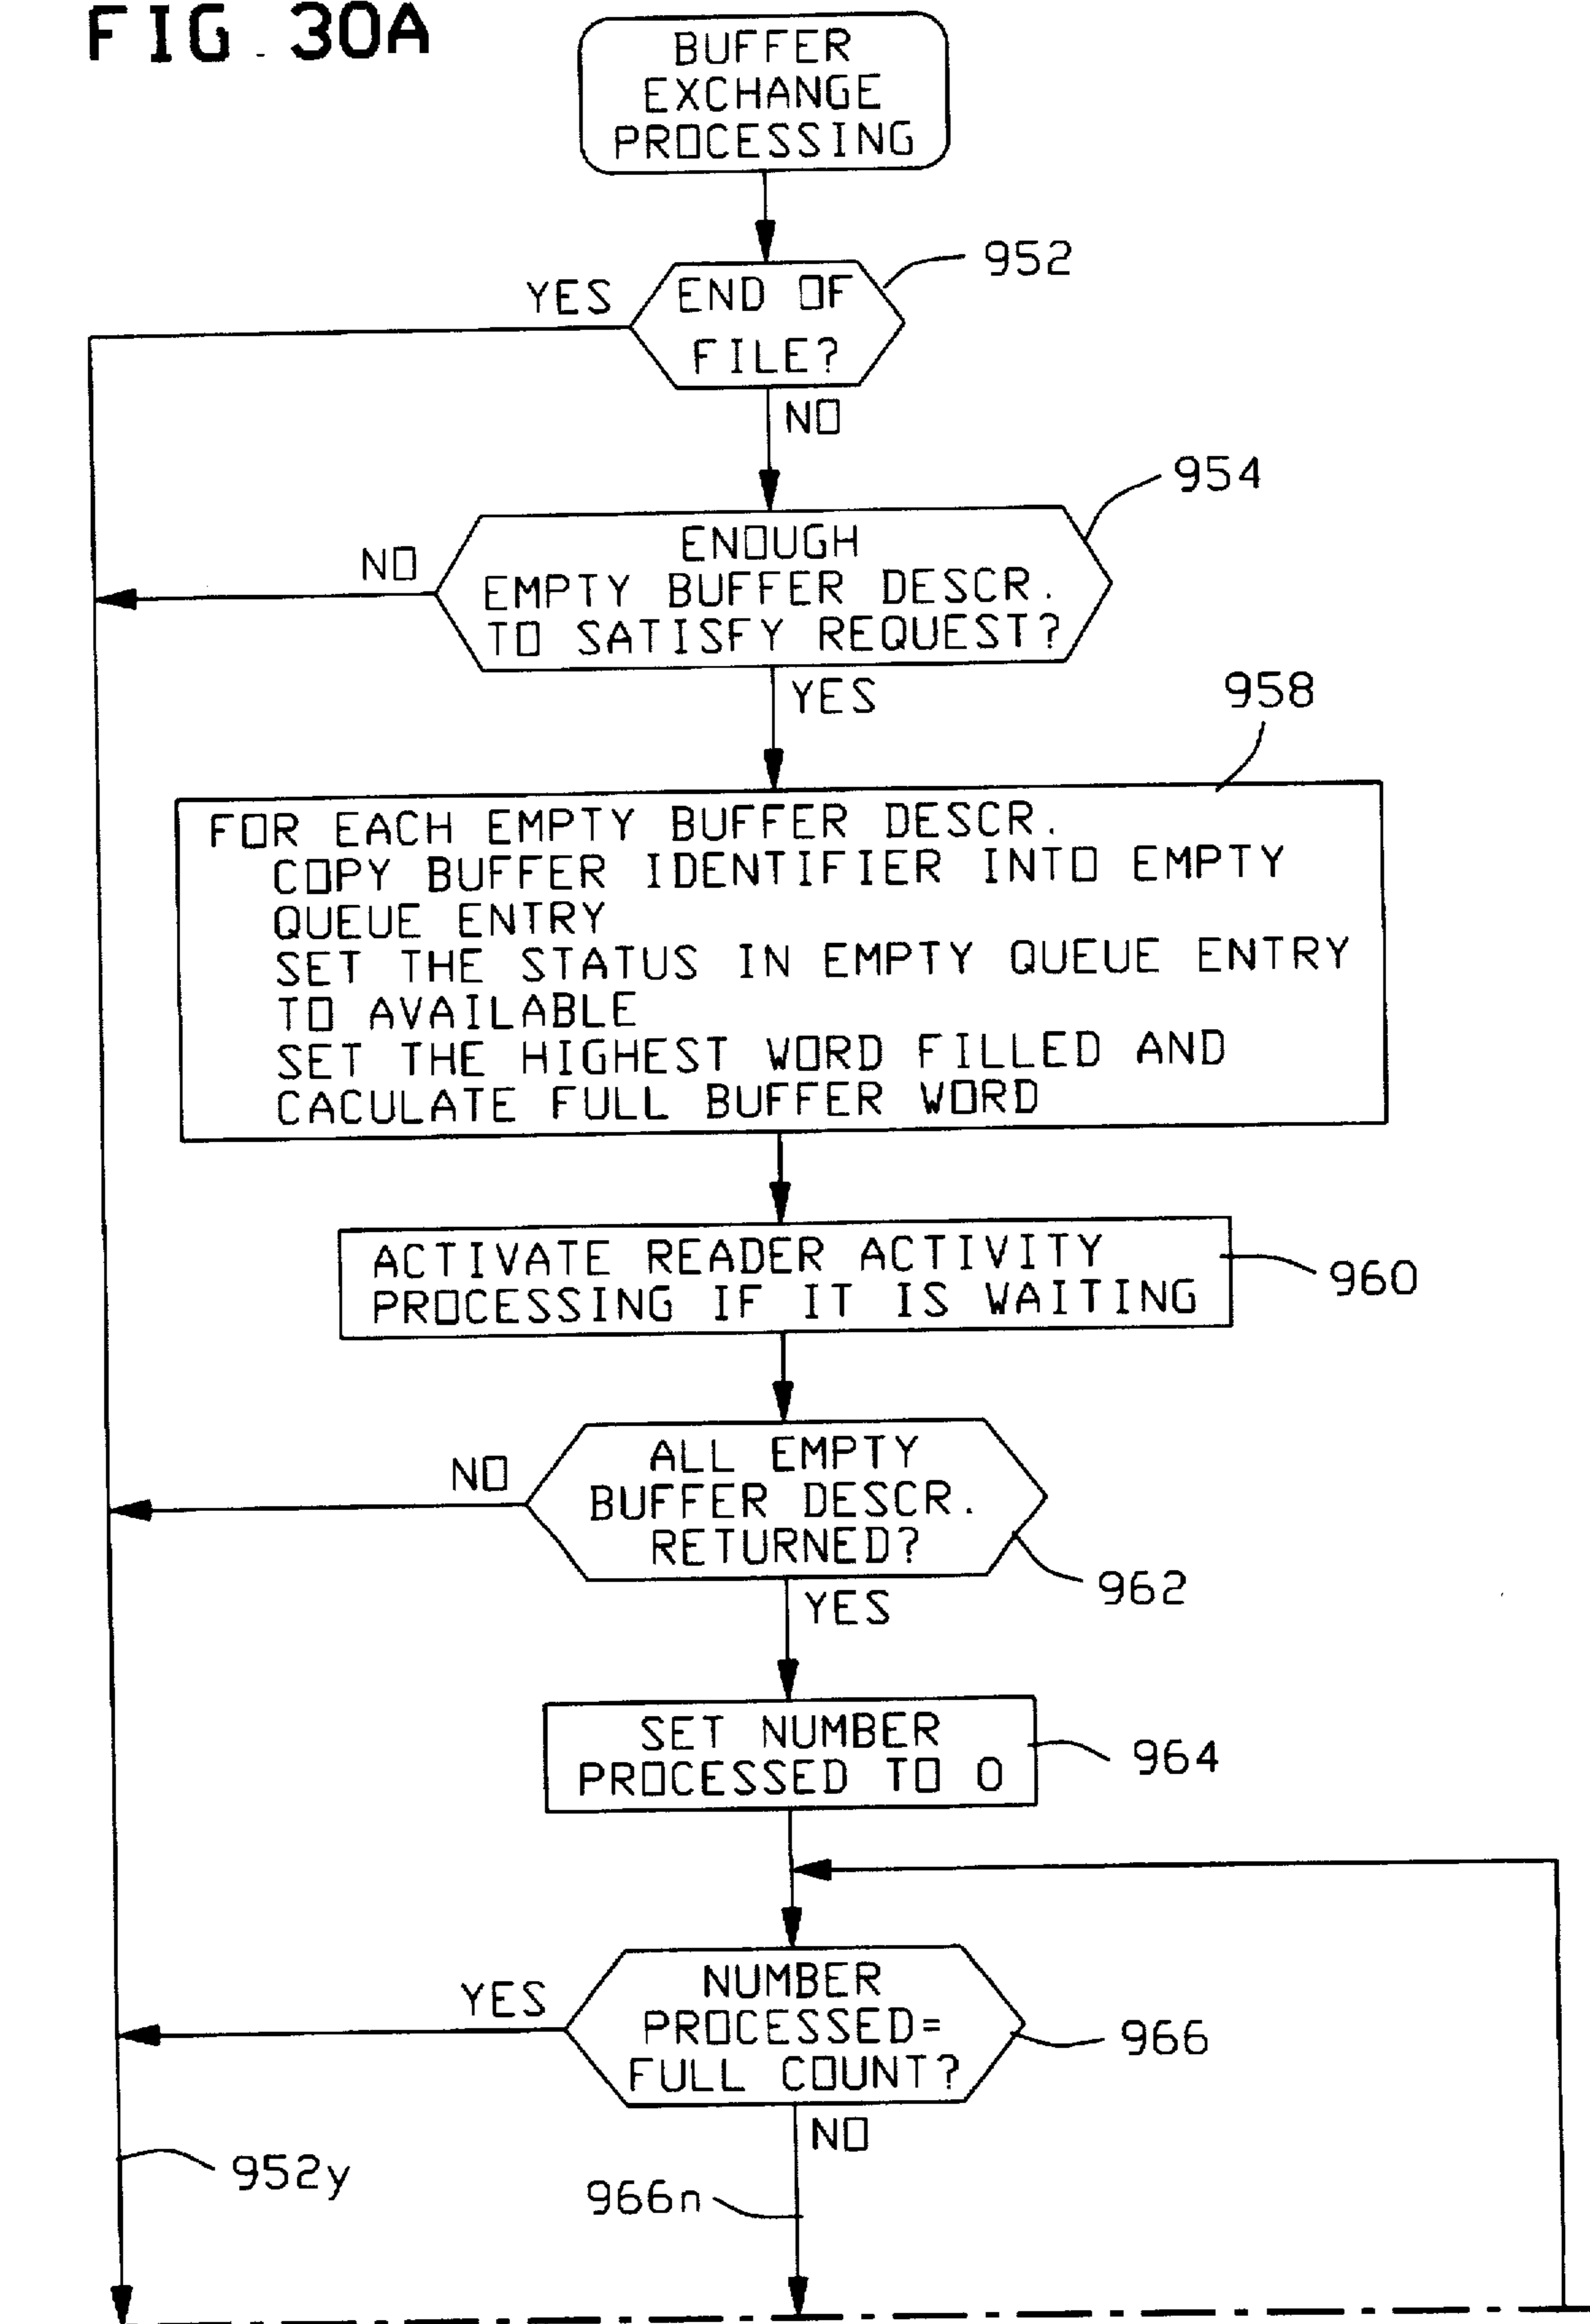 FIG. 30A
BUFFER
EXCHANGE
PROCESSING
952
YES
END OF
FILE?
NO
954
NO
ENOUGH
EMPTY BUFFER DESCR.
TO SATISFY REQUEST?
YES
958
FOR EACH EMPTY BUFFER DESCR.
COPY BUFFER IDENTIFIER INTO EMPTY
QUEUE ENTRY
SET THE STATUS IN EMPTY QUEUE ENTRY
TO AVAILABLE
SET THE HIGHEST WORD FILLED AND
CACULATE FULL BUFFER WORD
ACTIVATE READER ACTIVITY
PROCESSING IF IT IS WAITING
960
NO
ALL EMPTY
BUFFER DESCR.
RETURNED?
962
YES
SET NUMBER
PROCESSED TO 0
964
YES
NUMBER
PROCESSED=
FULL COUNT?
966
NO
952y
966n